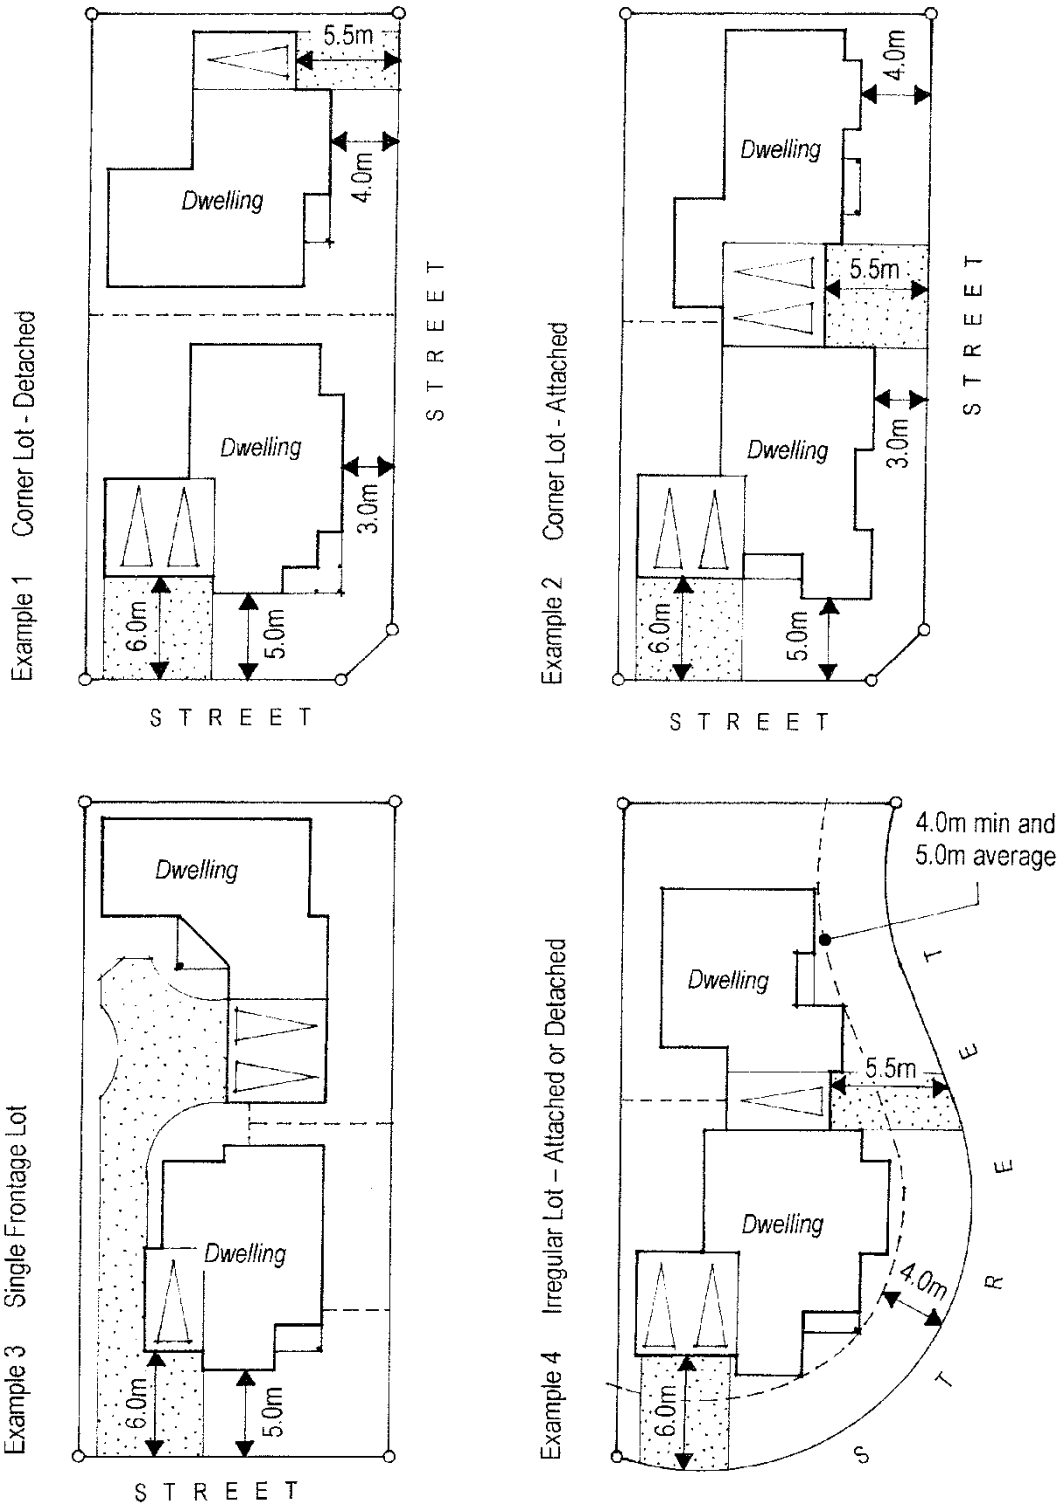 Example 1 Corner Lot - Detached
5.5m
4.0m
Dwelling
STREET
Dwelling
3.0m
6.0m
5.0m
STREET
Example 2 Corner Lot - Attached
4.0m
Dwelling
5.5m
STREET
Dwelling
3.0m
6.0m
5.0m
STREET
Example 3 Single Frontage Lot
Dwelling
Dwelling
6.0m
5.0m
STREET
Example 4 Irregular Lot – Attached or Detached
4.0m min and
5.0m average
Dwelling
5.5m
Dwelling
4.0m
6.0m
STREET